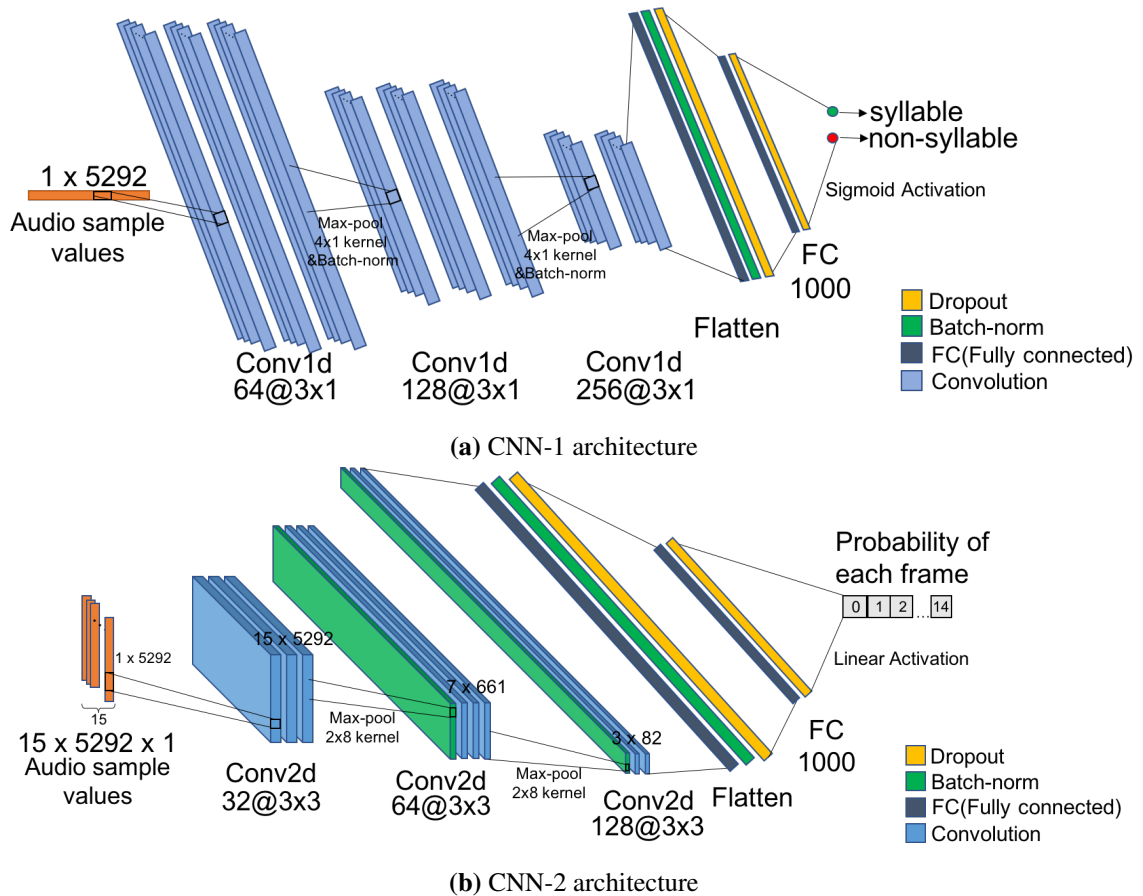 1 x 5292
Audio sample
values
Max-pool
4x1 kernel
&Batch-norm
Max-pool
4x1 kernel
&Batch-norm
Conv1d
64@3x1
Conv1d
128@3x1
Conv1d
256@3x1
Flatten
FC
1000
syllable
non-syllable
Sigmoid Activation
Dropout
Batch-norm
FC(Fully connected)
Convolution
(a) CNN-1 architecture
1 x 5292
15
15 x 5292 x 1
Audio sample
values
15 x 5292
Max-pool
2x8 kernel
7 x 661
Max-pool
2x8 kernel
3 x 82
Conv2d
32@3x3
Conv2d
64@3x3
Conv2d
128@3x3
Flatten
FC
1000
Probability of
each frame
0 1 2 ... 14
Linear Activation
Dropout
Batch-norm
FC(Fully connected)
Convolution
(b) CNN-2 architecture